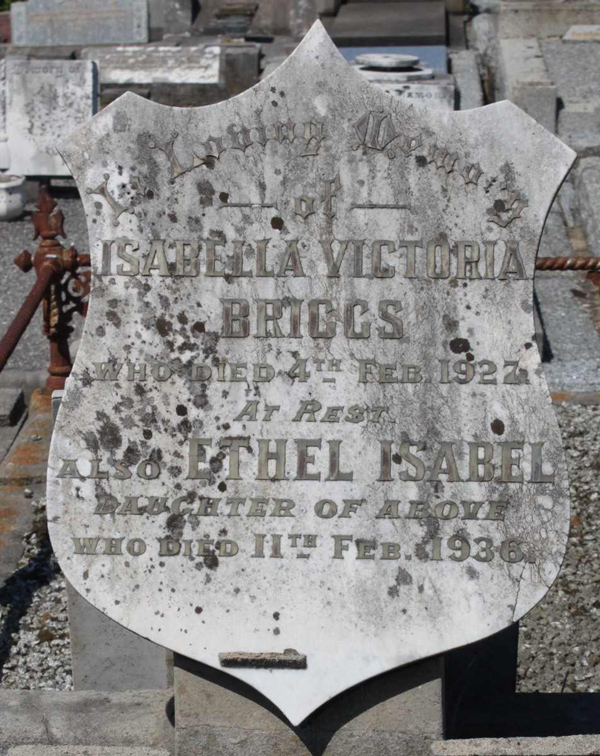 In Loving Memory
of
ISABELLA VICTORIA
BRIGGS
WHO DIED 4TH FEB. 1927.
AT REST.
ALSO ETHEL ISABEL
DAUGHTER OF ABOVE
WHO DIED 11TH FEB. 1936.